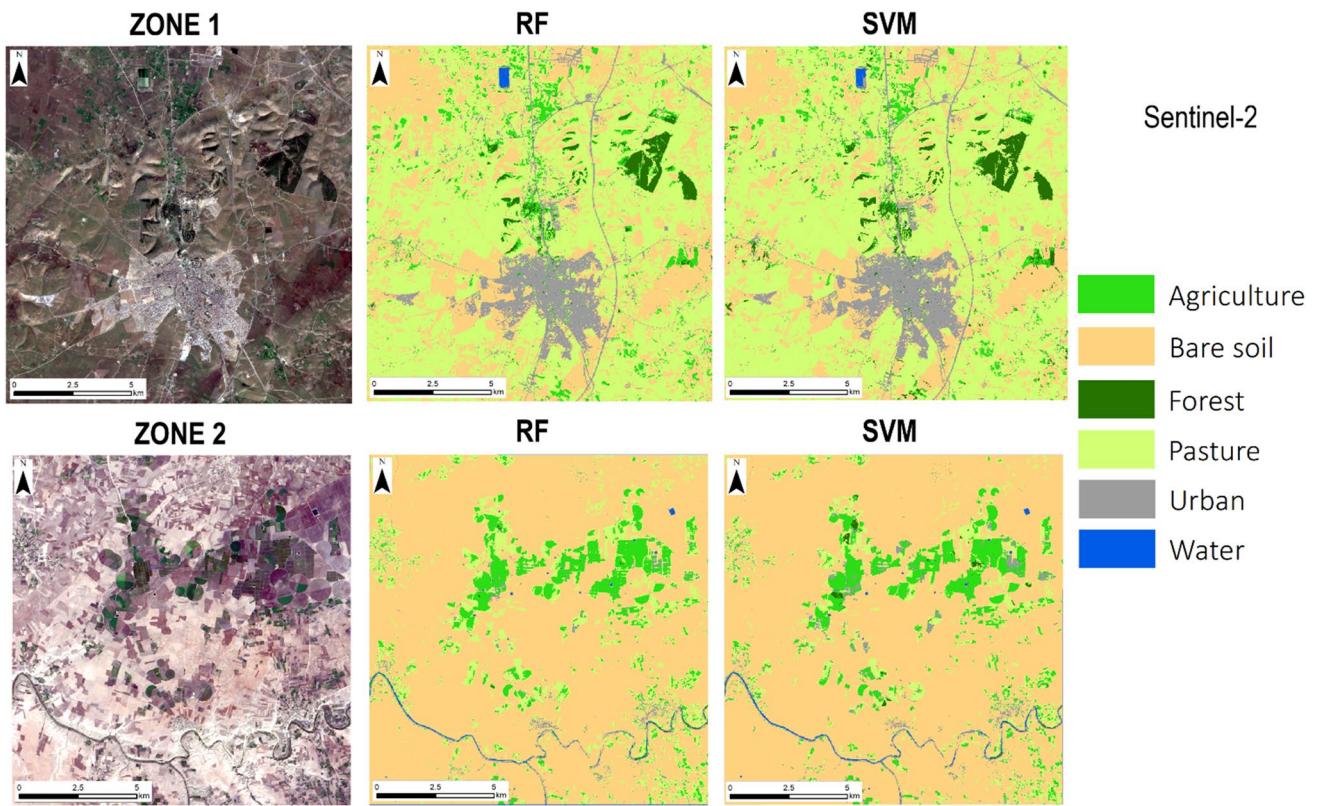 ZONE 1
RF
SVM
Sentinel-2
N
N
N
0 2.5 5
km
0 2.5 5
km
0 2.5 5
km
Agriculture
Bare soil
Forest
Pasture
Urban
Water
ZONE 2
RF
SVM
N
N
N
0 2.5 5
km
0 2.5 5
km
0 2.5 5
km